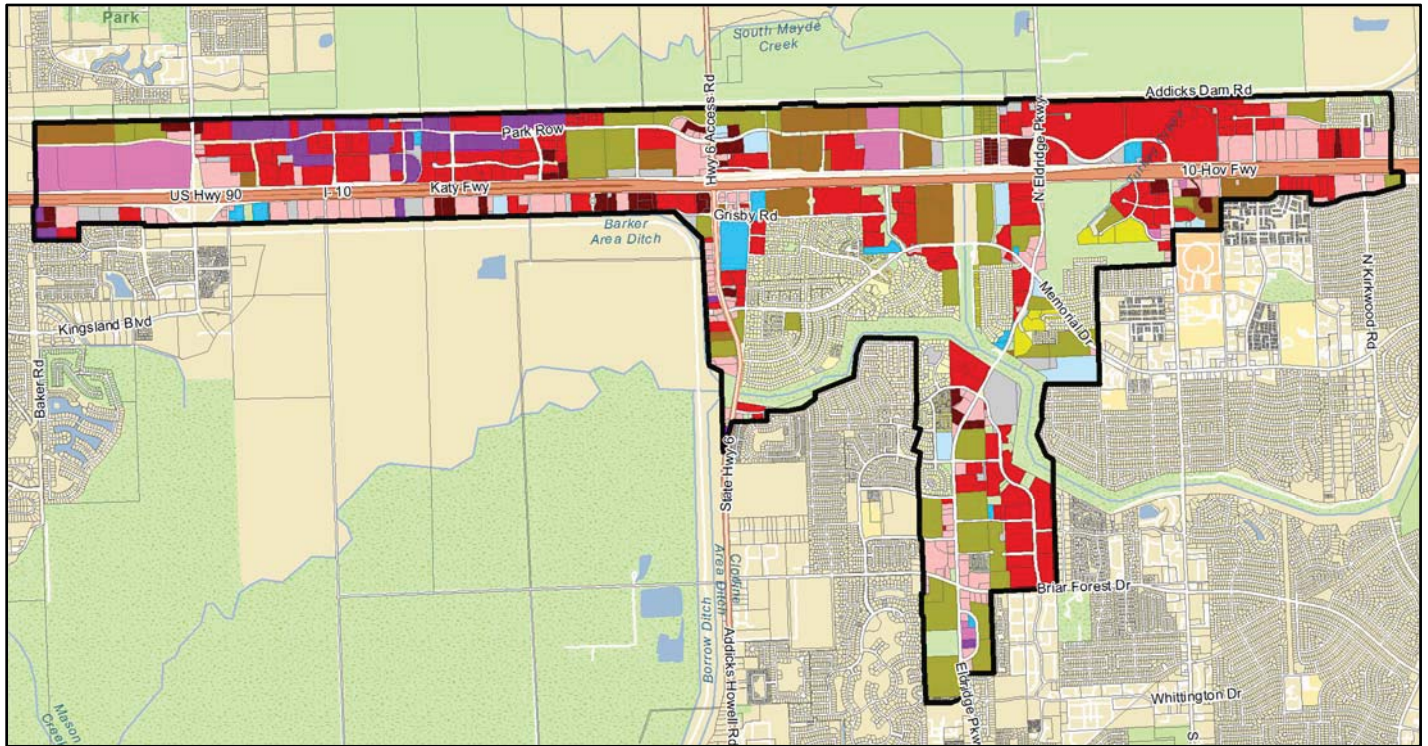 Park
South Mayde
Creek
Addicks Dam Rd
Hwy 6 Access Rd
N Eldridge Pkwy
Park Row
10-Hov Fwy
US Hwy 90
I-10
Katy Fwy
Grisby Rd
Barker
Area Ditch
Memorial Dr
N Kirkwood Rd
Kingsland Blvd
Baker Rd
State Hwy 6
Clodine
Area Ditch
Borrow Ditch
Addicks Howell Rd
Briar Forest Dr
Eldridge Pkw
Whittington Dr
Mason
Creek
S